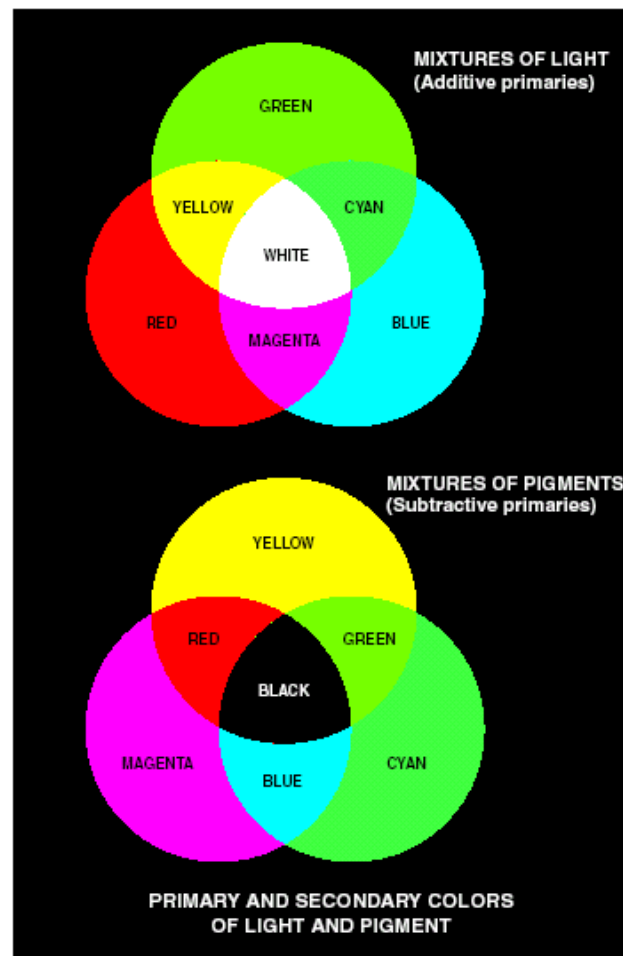 MIXTURES OF LIGHT
(Additive primaries)
GREEN
YELLOW
CYAN
WHITE
RED
BLUE
MAGENTA
MIXTURES OF PIGMENTS
(Subtractive primaries)
YELLOW
RED
GREEN
BLACK
MAGENTA
CYAN
BLUE
PRIMARY AND SECONDARY COLORS
OF LIGHT AND PIGMENT